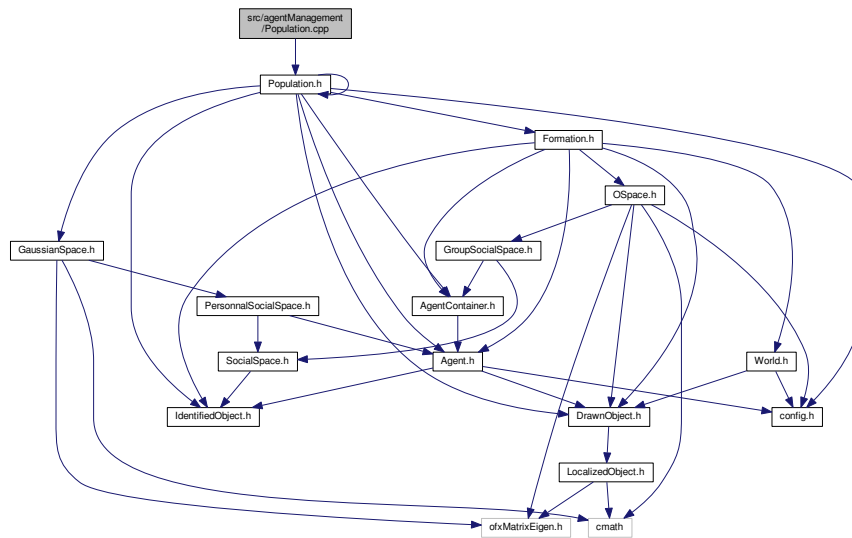 src/agentManagement
/Population.cpp
Population.h
Formation.h
OSpace.h
GaussianSpace.h
GroupSocialSpace.h
PersonnalSocialSpace.h
AgentContainer.h
SocialSpace.h
Agent.h
World.h
IdentifiedObject.h
DrawnObject.h
config.h
LocalizedObject.h
ofxMatrixEigen.h
cmath